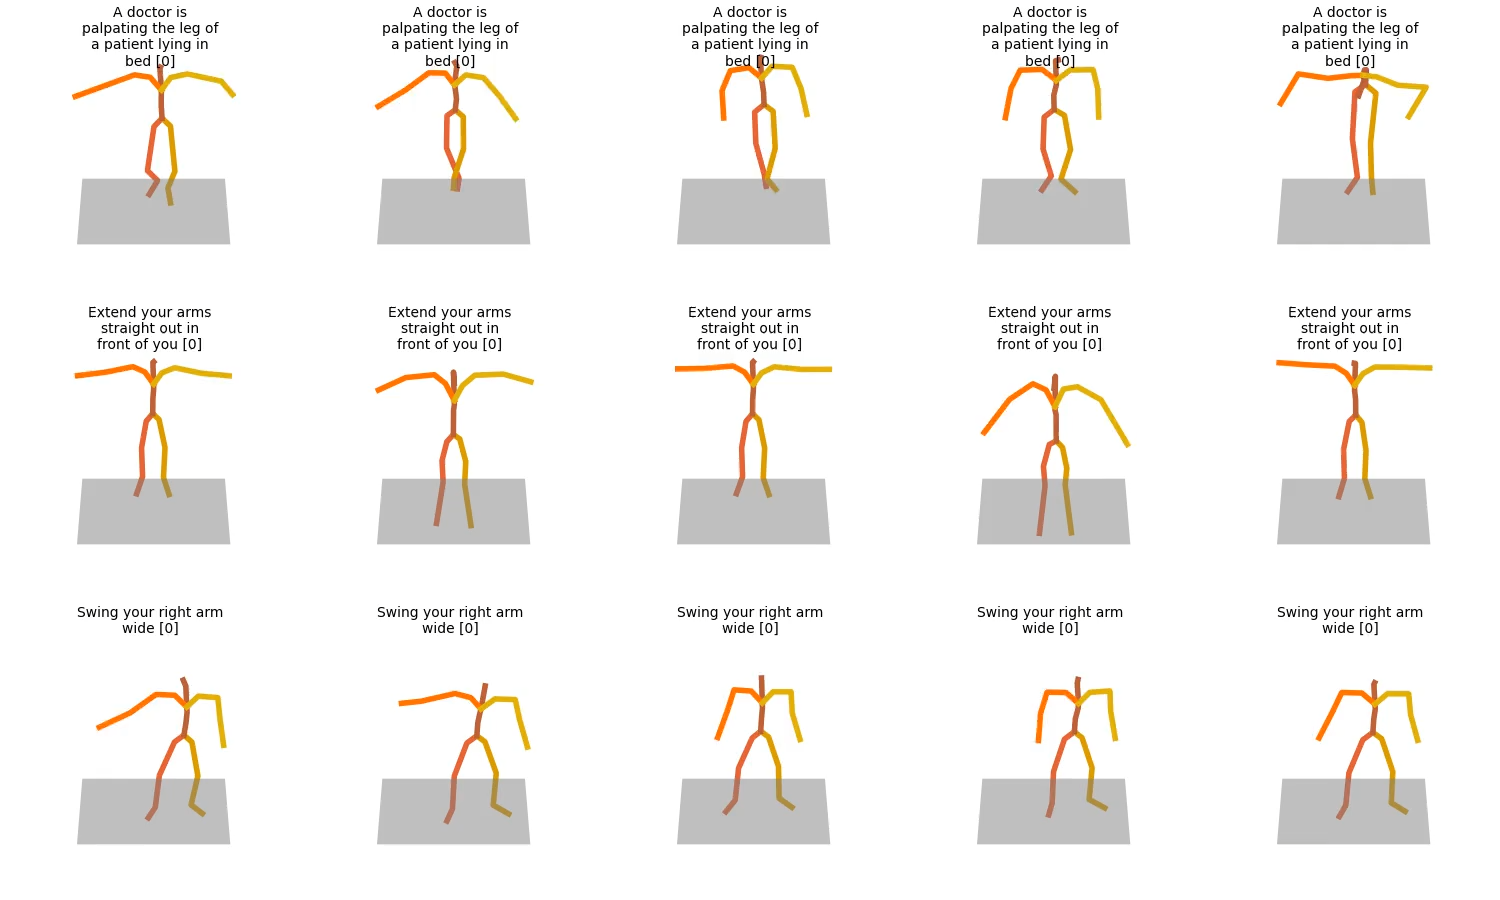 A doctor is
palpating the leg of
a patient lying in
bed [0]
A doctor is
palpating the leg of
a patient lying in
bed [0]
A doctor is
palpating the leg of
a patient lying in
bed [0]
A doctor is
palpating the leg of
a patient lying in
bed [0]
A doctor is
palpating the leg of
a patient lying in
bed [0]
Extend your arms
straight out in
front of you [0]
Extend your arms
straight out in
front of you [0]
Extend your arms
straight out in
front of you [0]
Extend your arms
straight out in
front of you [0]
Extend your arms
straight out in
front of you [0]
Swing your right arm
wide [0]
Swing your right arm
wide [0]
Swing your right arm
wide [0]
Swing your right arm
wide [0]
Swing your right arm
wide [0]